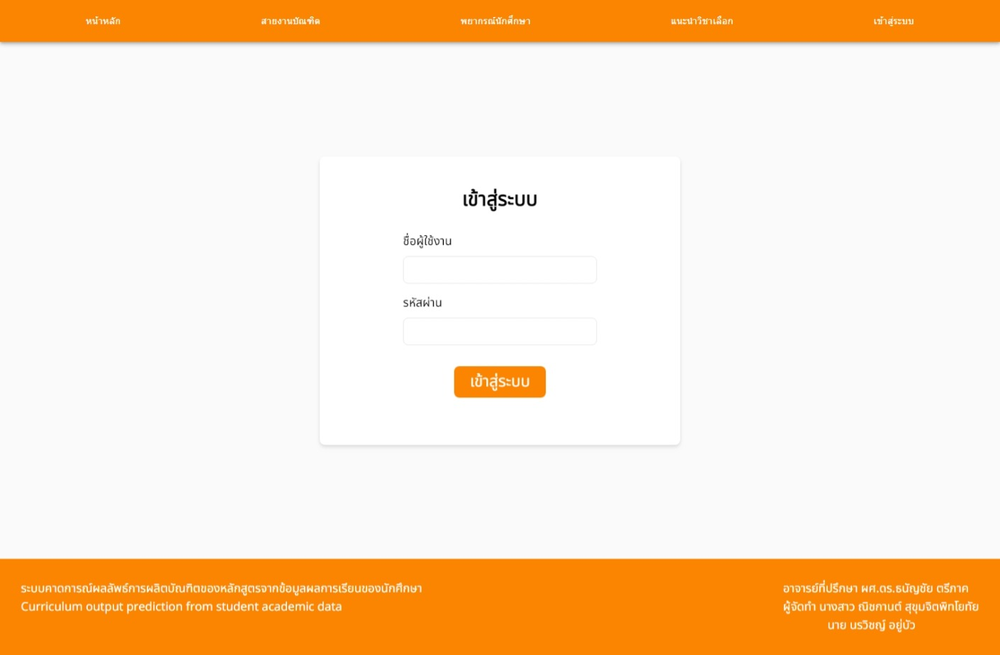 หน้าหลัก
สายงานบัณฑิต
พยากรณ์นักศึกษา
แนะนำวิชาเลือก
เข้าสู่ระบบ
เข้าสู่ระบบ
ชื่อผู้ใช้งาน
รหัสผ่าน
เข้าสู่ระบบ
ระบบคาดการณ์ผลลัพธ์การผลิตบัณฑิตของหลักสูตรจากข้อมูลผลการเรียนของนักศึกษา
Curriculum output prediction from student academic data
อาจารย์ที่ปรึกษา ผศ.ดร.ธนัญชัย ตรีภาค
ผู้จัดทำ นางสาว ณิชกานต์ สุขุมจิตพิทโยทัย
นาย นรวิชญ์ อยู่บัว